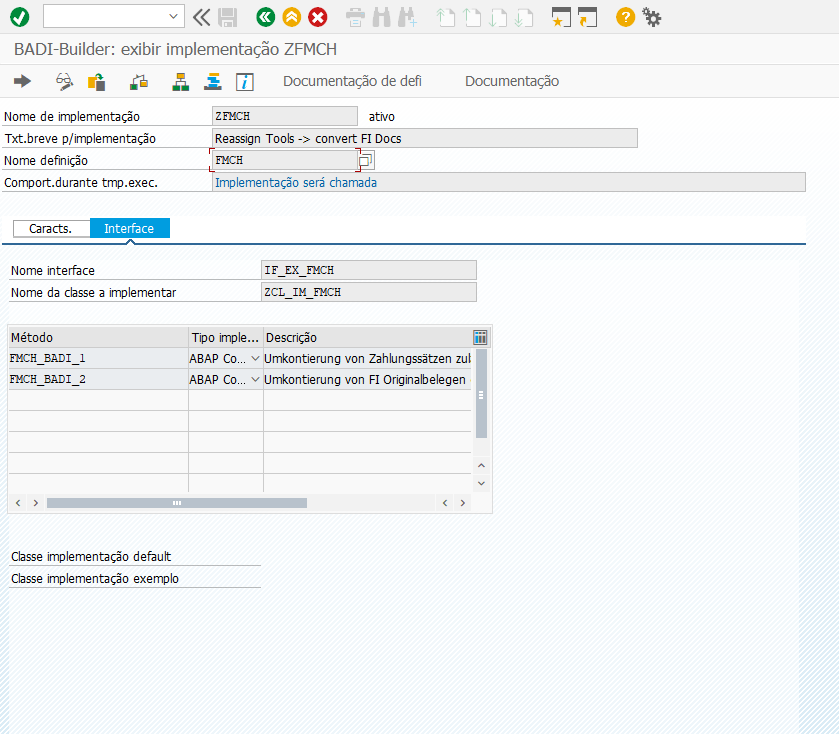 BADI-Builder: exibir implementação ZFMCH
Documentação de defi Documentação
Nome de implementação ZFMCH ativo
Txt.breve p/implementação Reassign Tools -> convert FI Docs
Nome definição FMCH
Comport.durante tmp.exec. Implementação será chamada
Caracts. Interface
Nome interface IF_EX_FMCH
Nome da classe a implementar ZCL_IM_FMCH
Método Tipo imple... Descrição
FMCH_BADI_1 ABAP Co... Umkontierung von Zahlungssätzen zu
FMCH_BADI_2 ABAP Co... Umkontierung von FI Originalbelegen
Classe implementação default
Classe implementação exemplo